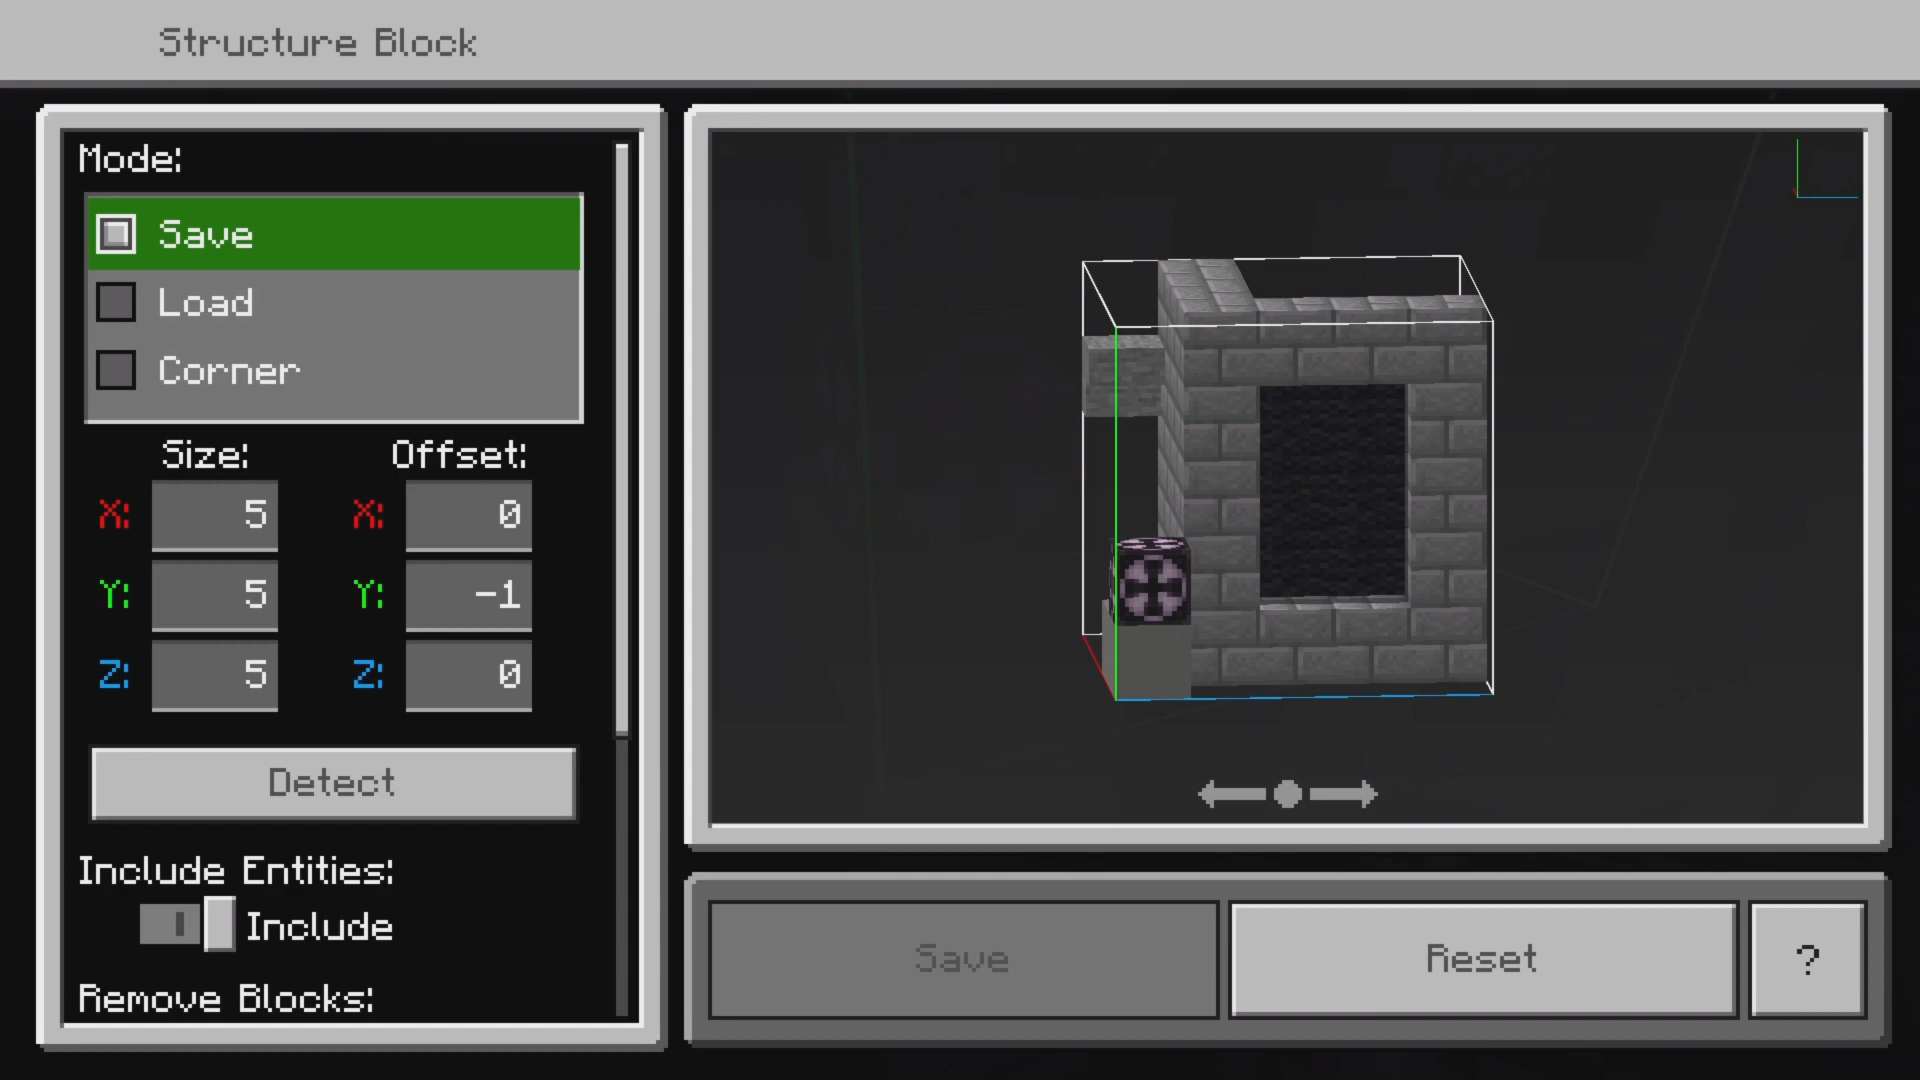 Structure Block
Mode:
Save
Load
Corner
Size: Offset:
X: 5 X: 0
Y: 5 Y: -1
Z: 5 Z: 0
Detect
Include Entities:
Include
Remove Blocks:
Save Reset ?